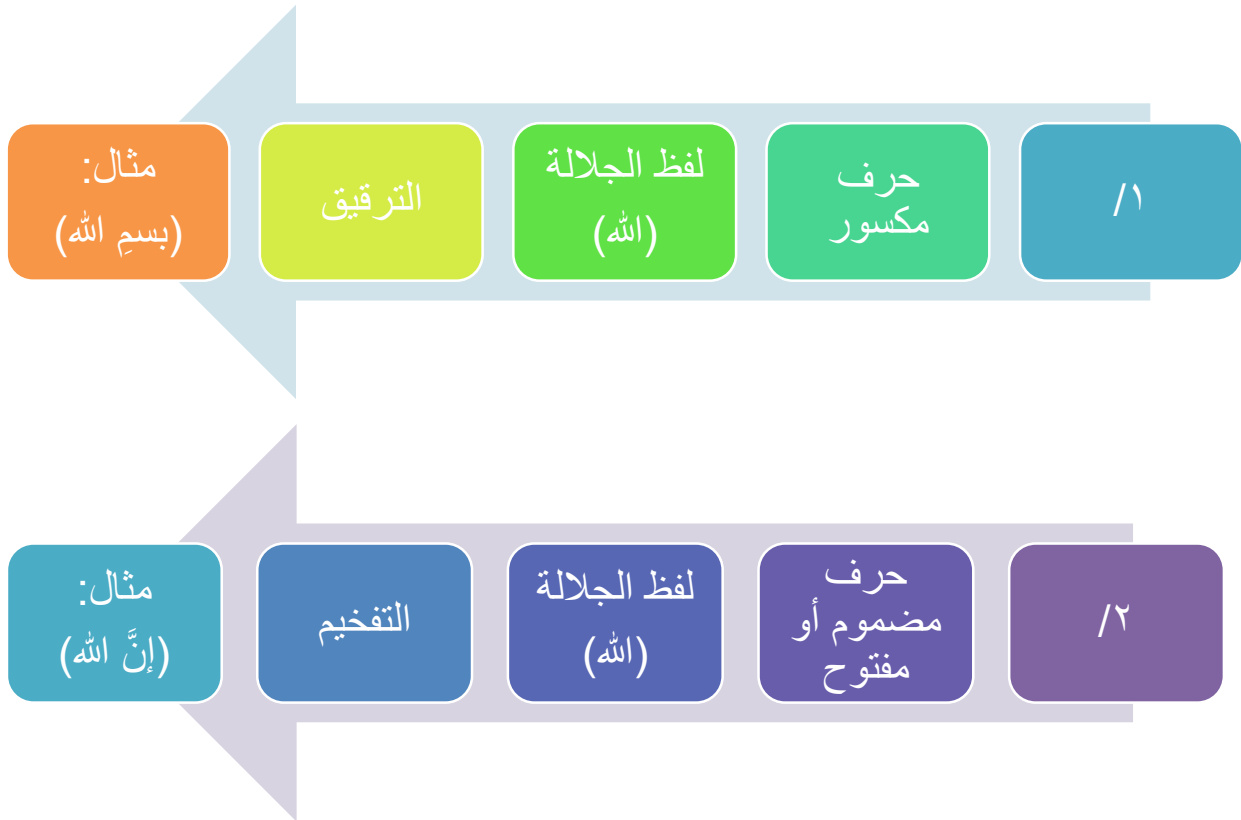 ١/
حرف
مكسور
لفظ الجلالة
(الله)
الترقيق
مثال:
(بسمِ الله)
٢/
حرف
مضموم أو
مفتوح
لفظ الجلالة
(الله)
التفخيم
مثال:
(إنَّ الله)